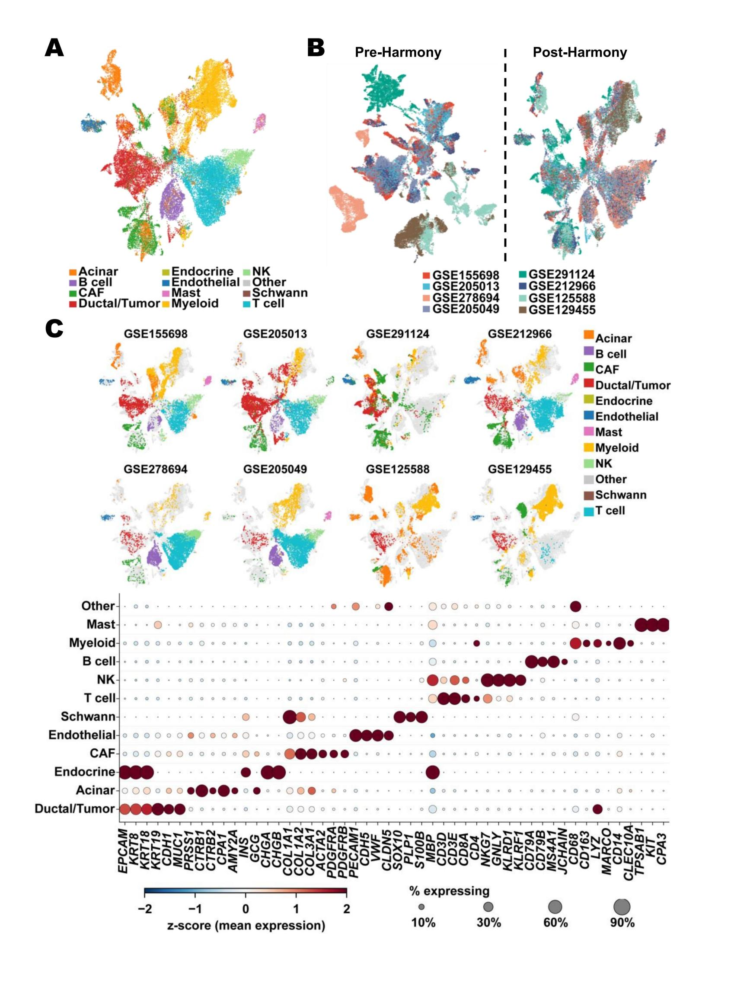 A
B
Pre-Harmony
Post-Harmony
Acinar
B cell
CAF
Ductal/Tumor
Endocrine
Endothelial
Mast
Myeloid
NK
Other
Schwann
T cell
GSE155698
GSE205013
GSE278694
GSE205049
GSE291124
GSE212966
GSE125588
GSE129455
C
GSE155698
GSE205013
GSE291124
GSE212966
GSE278694
GSE205049
GSE125588
GSE129455
Acinar
B cell
CAF
Ductal/Tumor
Endocrine
Endothelial
Mast
Myeloid
NK
Other
Schwann
T cell
Other
Mast
Myeloid
B cell
NK
T cell
Schwann
Endothelial
CAF
Endocrine
Acinar
Ductal/Tumor
EPCAM
KRT8
KRT18
KRT19
CDH1
MUC1
PRSS1
CTRB1
CTRB2
CPA1
AMY2A
INS
GCG
CHGA
CHGB
COL1A1
COL1A2
COL3A1
ACTA2
PDGFRA
PDGFRB
PECAM1
CDH5
VWF
CLDN5
SOX10
PLP1
S100B
MBP
CD3D
CD3E
CD8A
CD4
NKG7
GNLY
KLRD1
KLRF1
CD79A
CD79B
MS4A1
JCHAIN
CD68
CD163
LYZ
MARCO
CD14
CLEC10A
TPSAB1
KIT
CPA3
−2
−1
0
1
2
z-score (mean expression)
% expressing
10%
30%
60%
90%